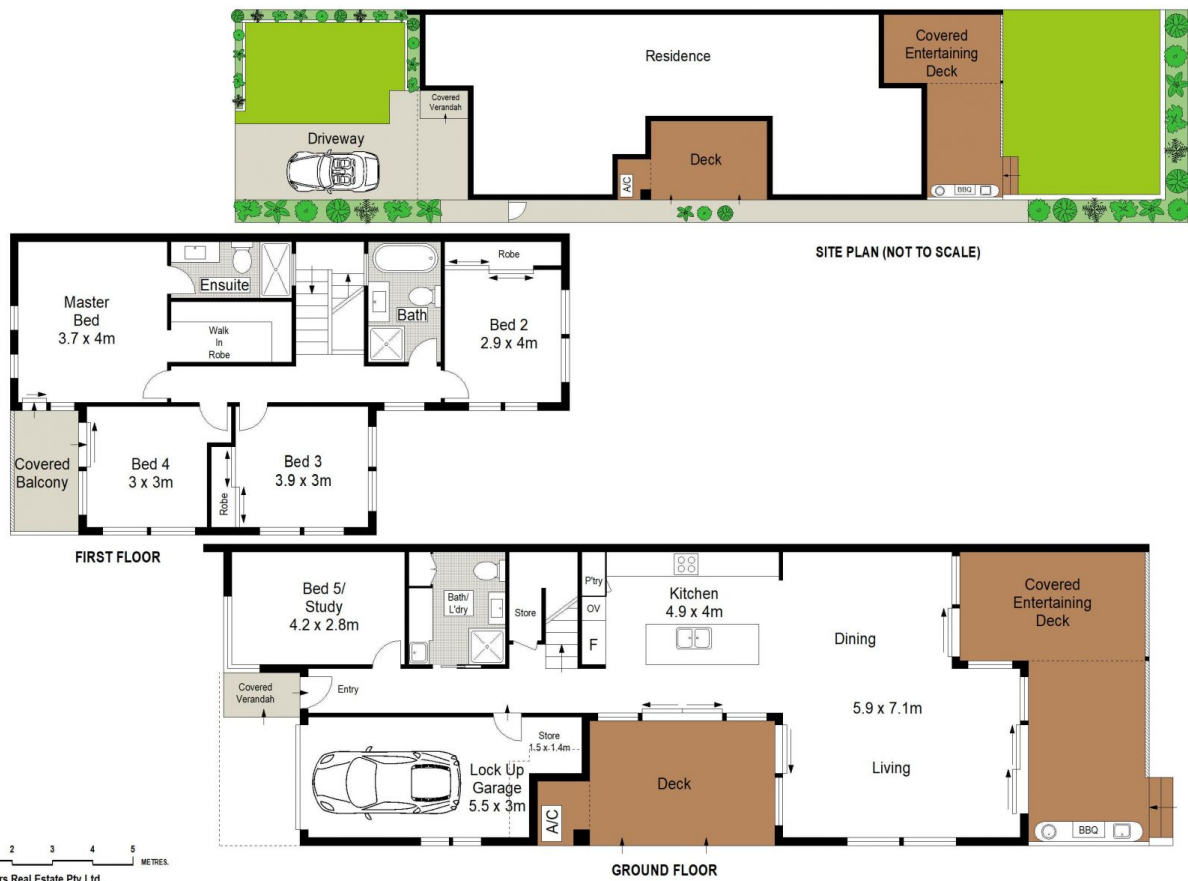 Residence
Covered
Entertaining
Deck
Covered
Verandah
Driveway
Deck
A/C
BBQ
SITE PLAN (NOT TO SCALE)
Master
Bed
3.7 x 4m
Ensuite
Walk
In
Robe
Bath
Robe
Bed 2
2.9 x 4m
Covered
Balcony
Bed 4
3 x 3m
Robe
Bed 3
3.9 x 3m
FIRST FLOOR
Bed 5/
Study
4.2 x 2.8m
Bath/
L'dry
Store
P'try
OV
F
Kitchen
4.9 x 4m
Dining
Covered
Entertaining
Deck
Covered
Verandah
Entry
5.9 x 7.1m
Store
1.5 x 1.4m
Lock Up
Garage
5.5 x 3m
A/C
Deck
Living
BBQ
GROUND FLOOR
2 3 4 5
METRES.
Real Estate Pty Ltd